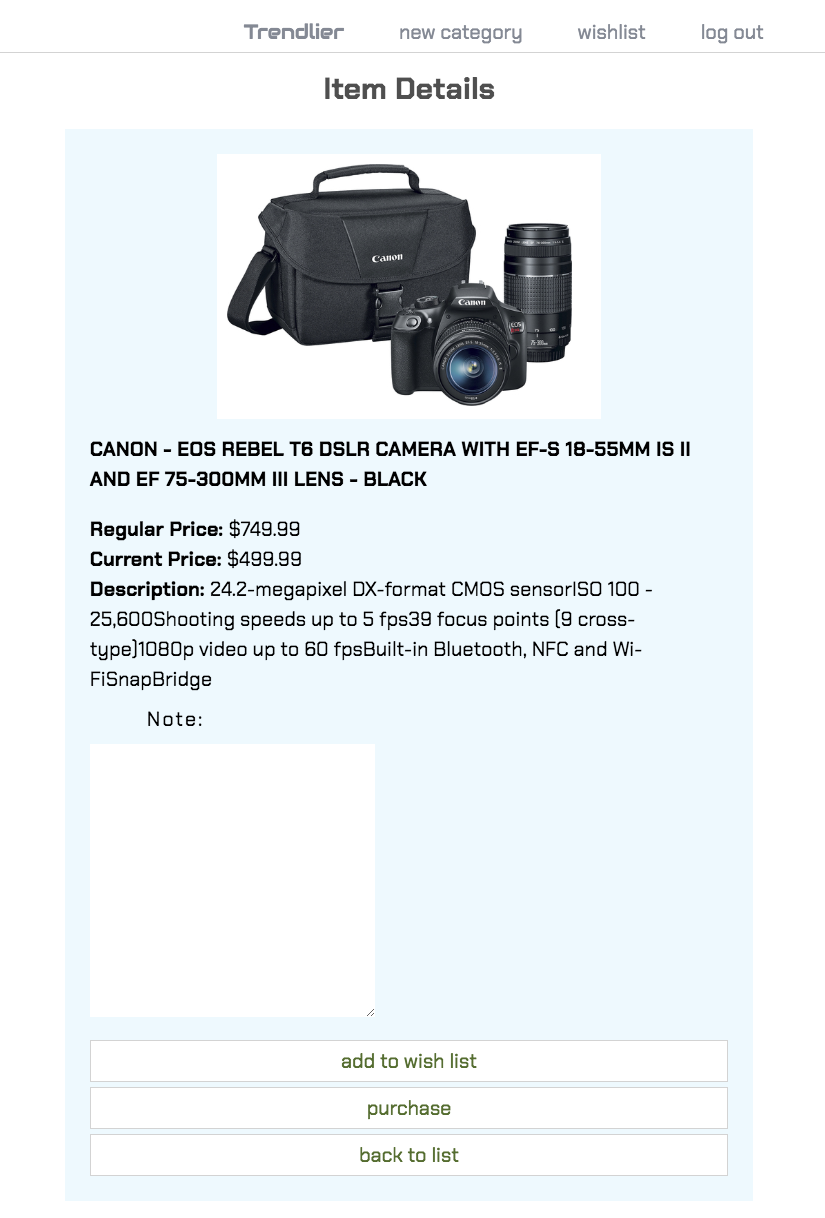 Trendlier new category wishlist log out
Item Details
Canon
Canon
EOS
75-300
CANON - EOS REBEL T6 DSLR CAMERA WITH EF-S 18-55MM IS II
AND EF 75-300MM III LENS - BLACK
Regular Price: $749.99
Current Price: $499.99
Description: 24.2-megapixel DX-format CMOS sensorISO 100 -
25,600Shooting speeds up to 5 fps39 focus points (9 cross-
type)1080p video up to 60 fpsBuilt-in Bluetooth, NFC and Wi-
FiSnapBridge
Note:
add to wish list
purchase
back to list